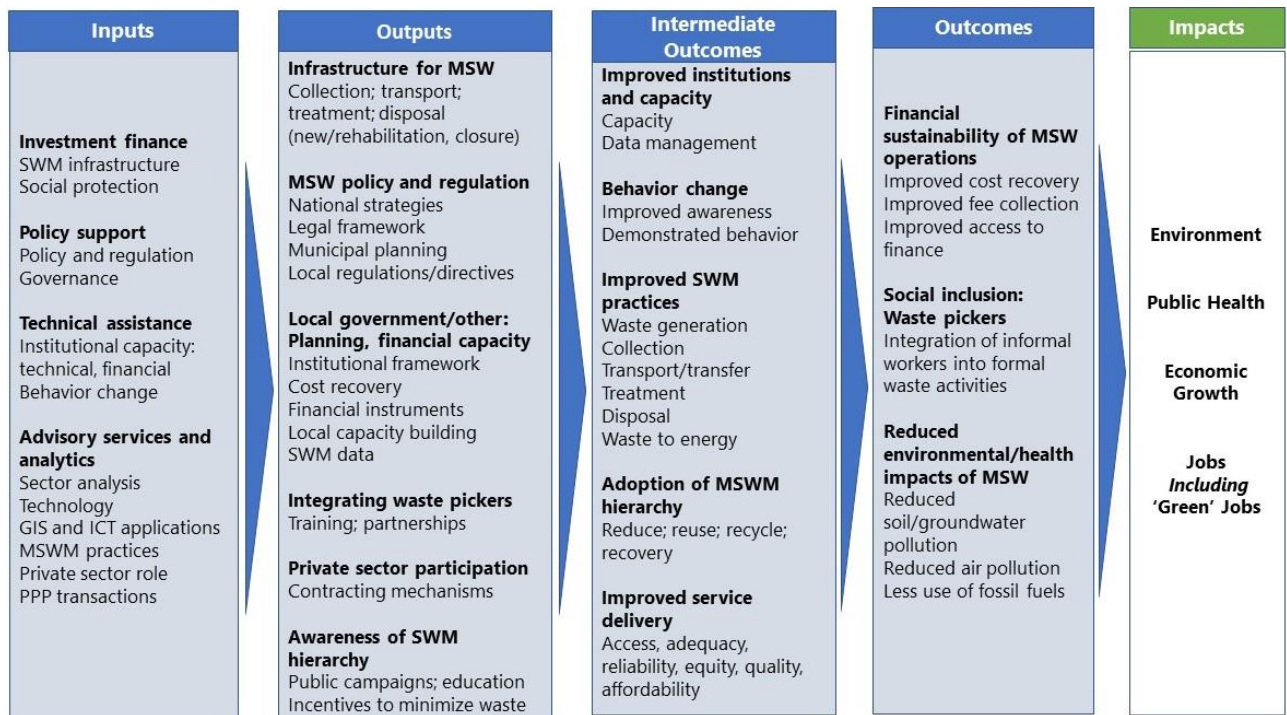 Inputs
Investment finance
SWM infrastructure
Social protection
Policy support
Policy and regulation
Governance
Technical assistance
Institutional capacity:
technical, financial
Behavior change
Advisory services and
analytics
Sector analysis
Technology
GIS and ICT applications
MSWM practices
Private sector role
PPP transactions
Outputs
Infrastructure for MSW
Collection; transport;
treatment; disposal
(new/rehabilitation, closure)
MSW policy and regulation
National strategies
Legal framework
Municipal planning
Local regulations/directives
Local government/other:
Planning, financial capacity
Institutional framework
Cost recovery
Financial instruments
Local capacity building
SWM data
Integrating waste pickers
Training; partnerships
Private sector participation
Contracting mechanisms
Awareness of SWM
hierarchy
Public campaigns; education
Incentives to minimize waste
Intermediate
Outcomes
Improved institutions
and capacity
Capacity
Data management
Behavior change
Improved awareness
Demonstrated behavior
Improved SWM
practices
Waste generation
Collection
Transport/transfer
Treatment
Disposal
Waste to energy
Adoption of MSWM
hierarchy
Reduce; reuse; recycle;
recovery
Improved service
delivery
Access, adequacy,
reliability, equity, quality,
affordability
Outcomes
Financial
sustainability of MSW
operations
Improved cost recovery
Improved fee collection
Improved access to
finance
Social inclusion:
Waste pickers
Integration of informal
workers into formal
waste activities
Reduced
environmental/health
impacts of MSW
Reduced
soil/groundwater
pollution
Reduced air pollution
Less use of fossil fuels
Impacts
Environment
Public Health
Economic
Growth
Jobs
Including
‘Green’ Jobs